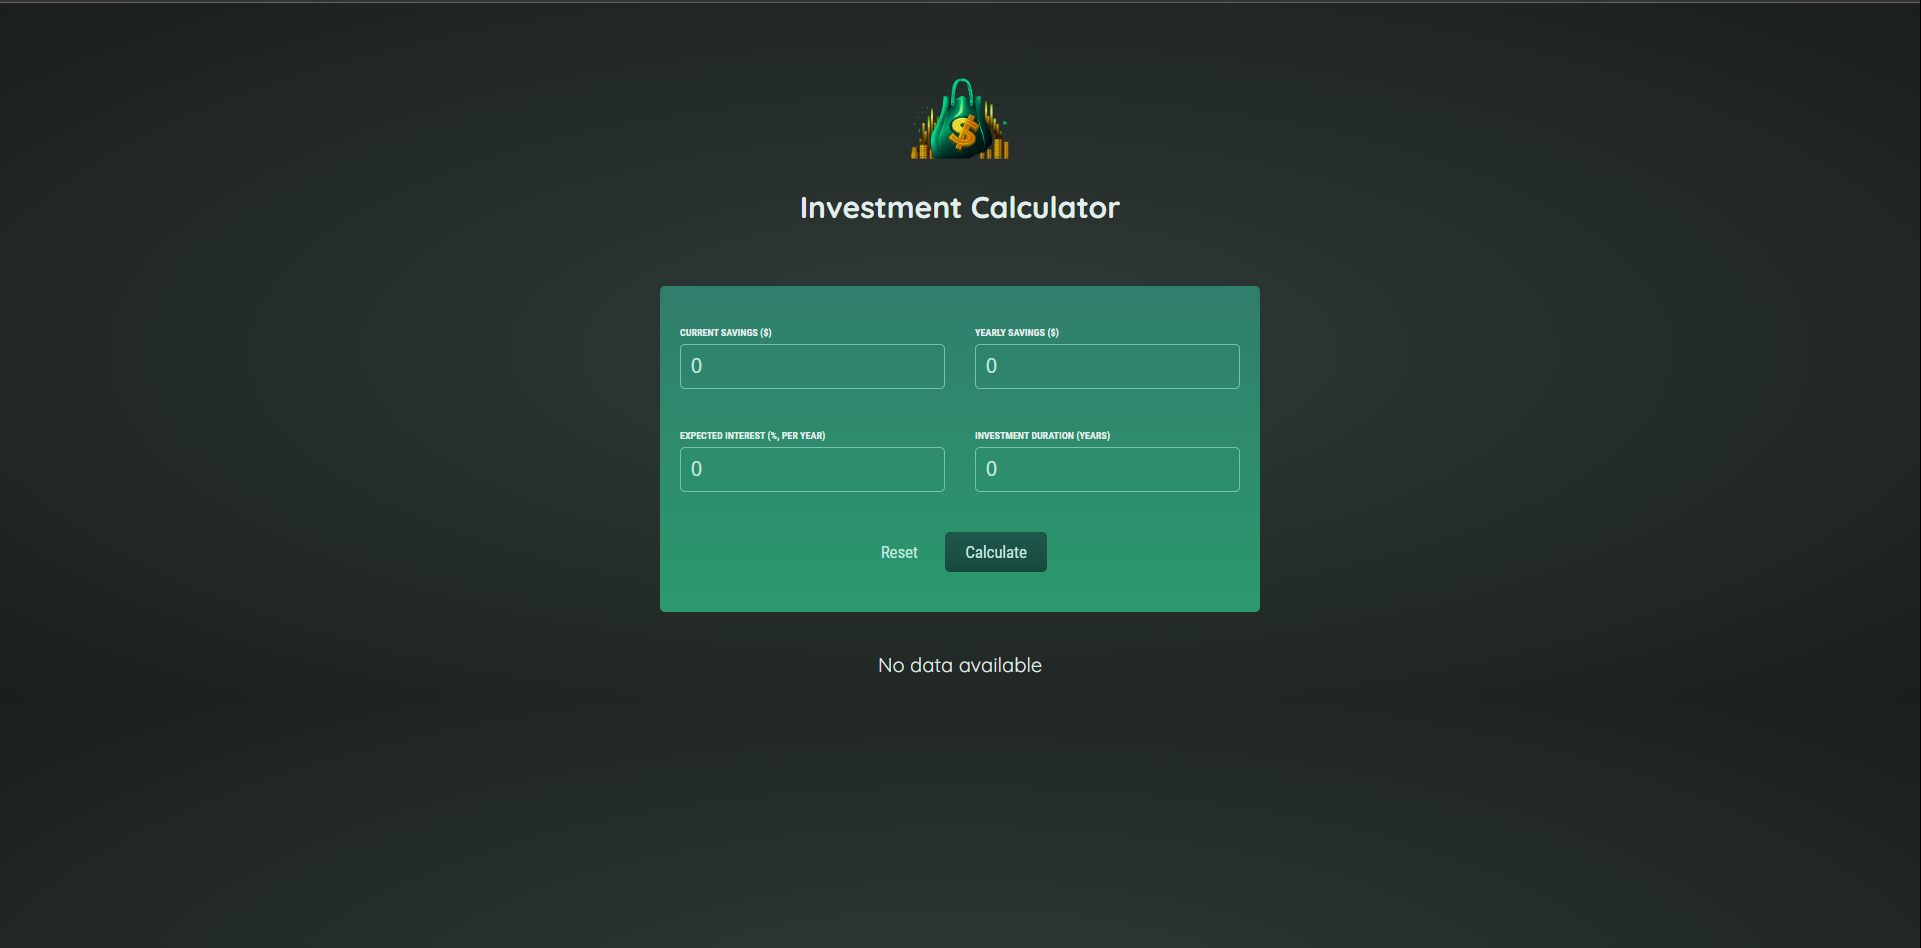 $
Investment Calculator
CURRENT SAVINGS ($) YEARLY SAVINGS ($)
0 0
EXPECTED INTEREST (%, PER YEAR) INVESTMENT DURATION (YEARS)
0 0
Reset Calculate
No data available